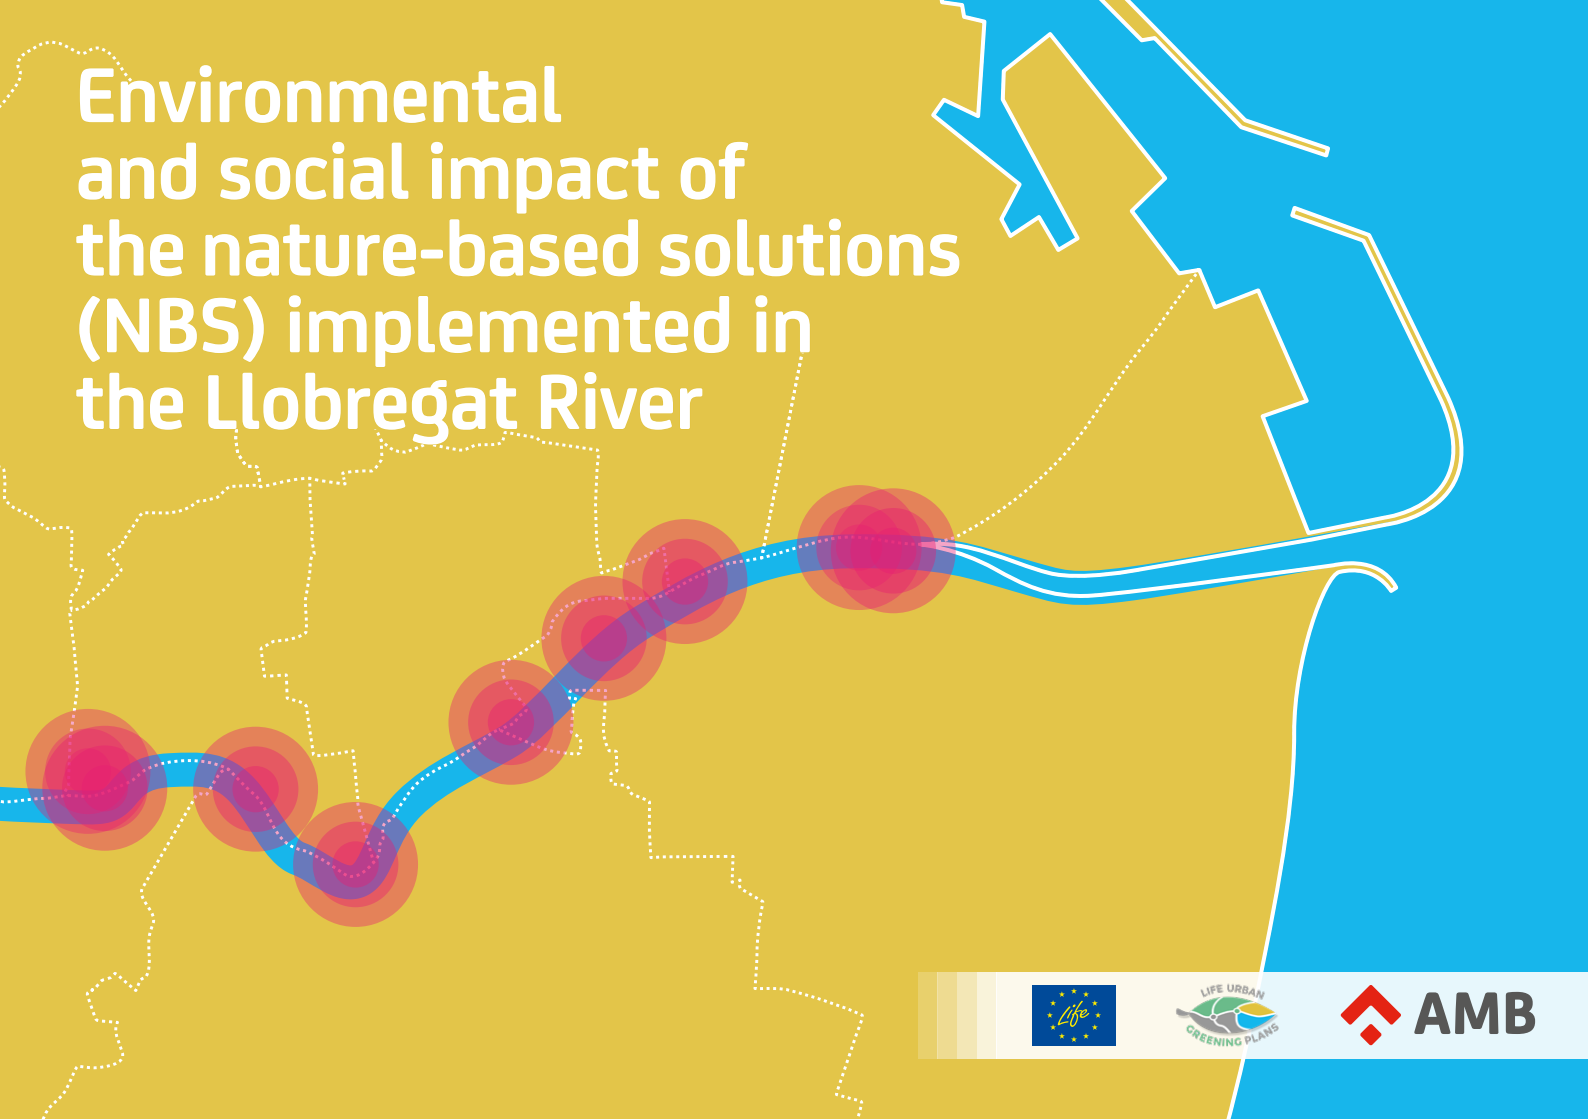 Environmental
and social impact of
the nature-based solutions
(NBS) implemented in
the Llobregat River
Life
LIFE URBAN
GREENING PLANS
AMB